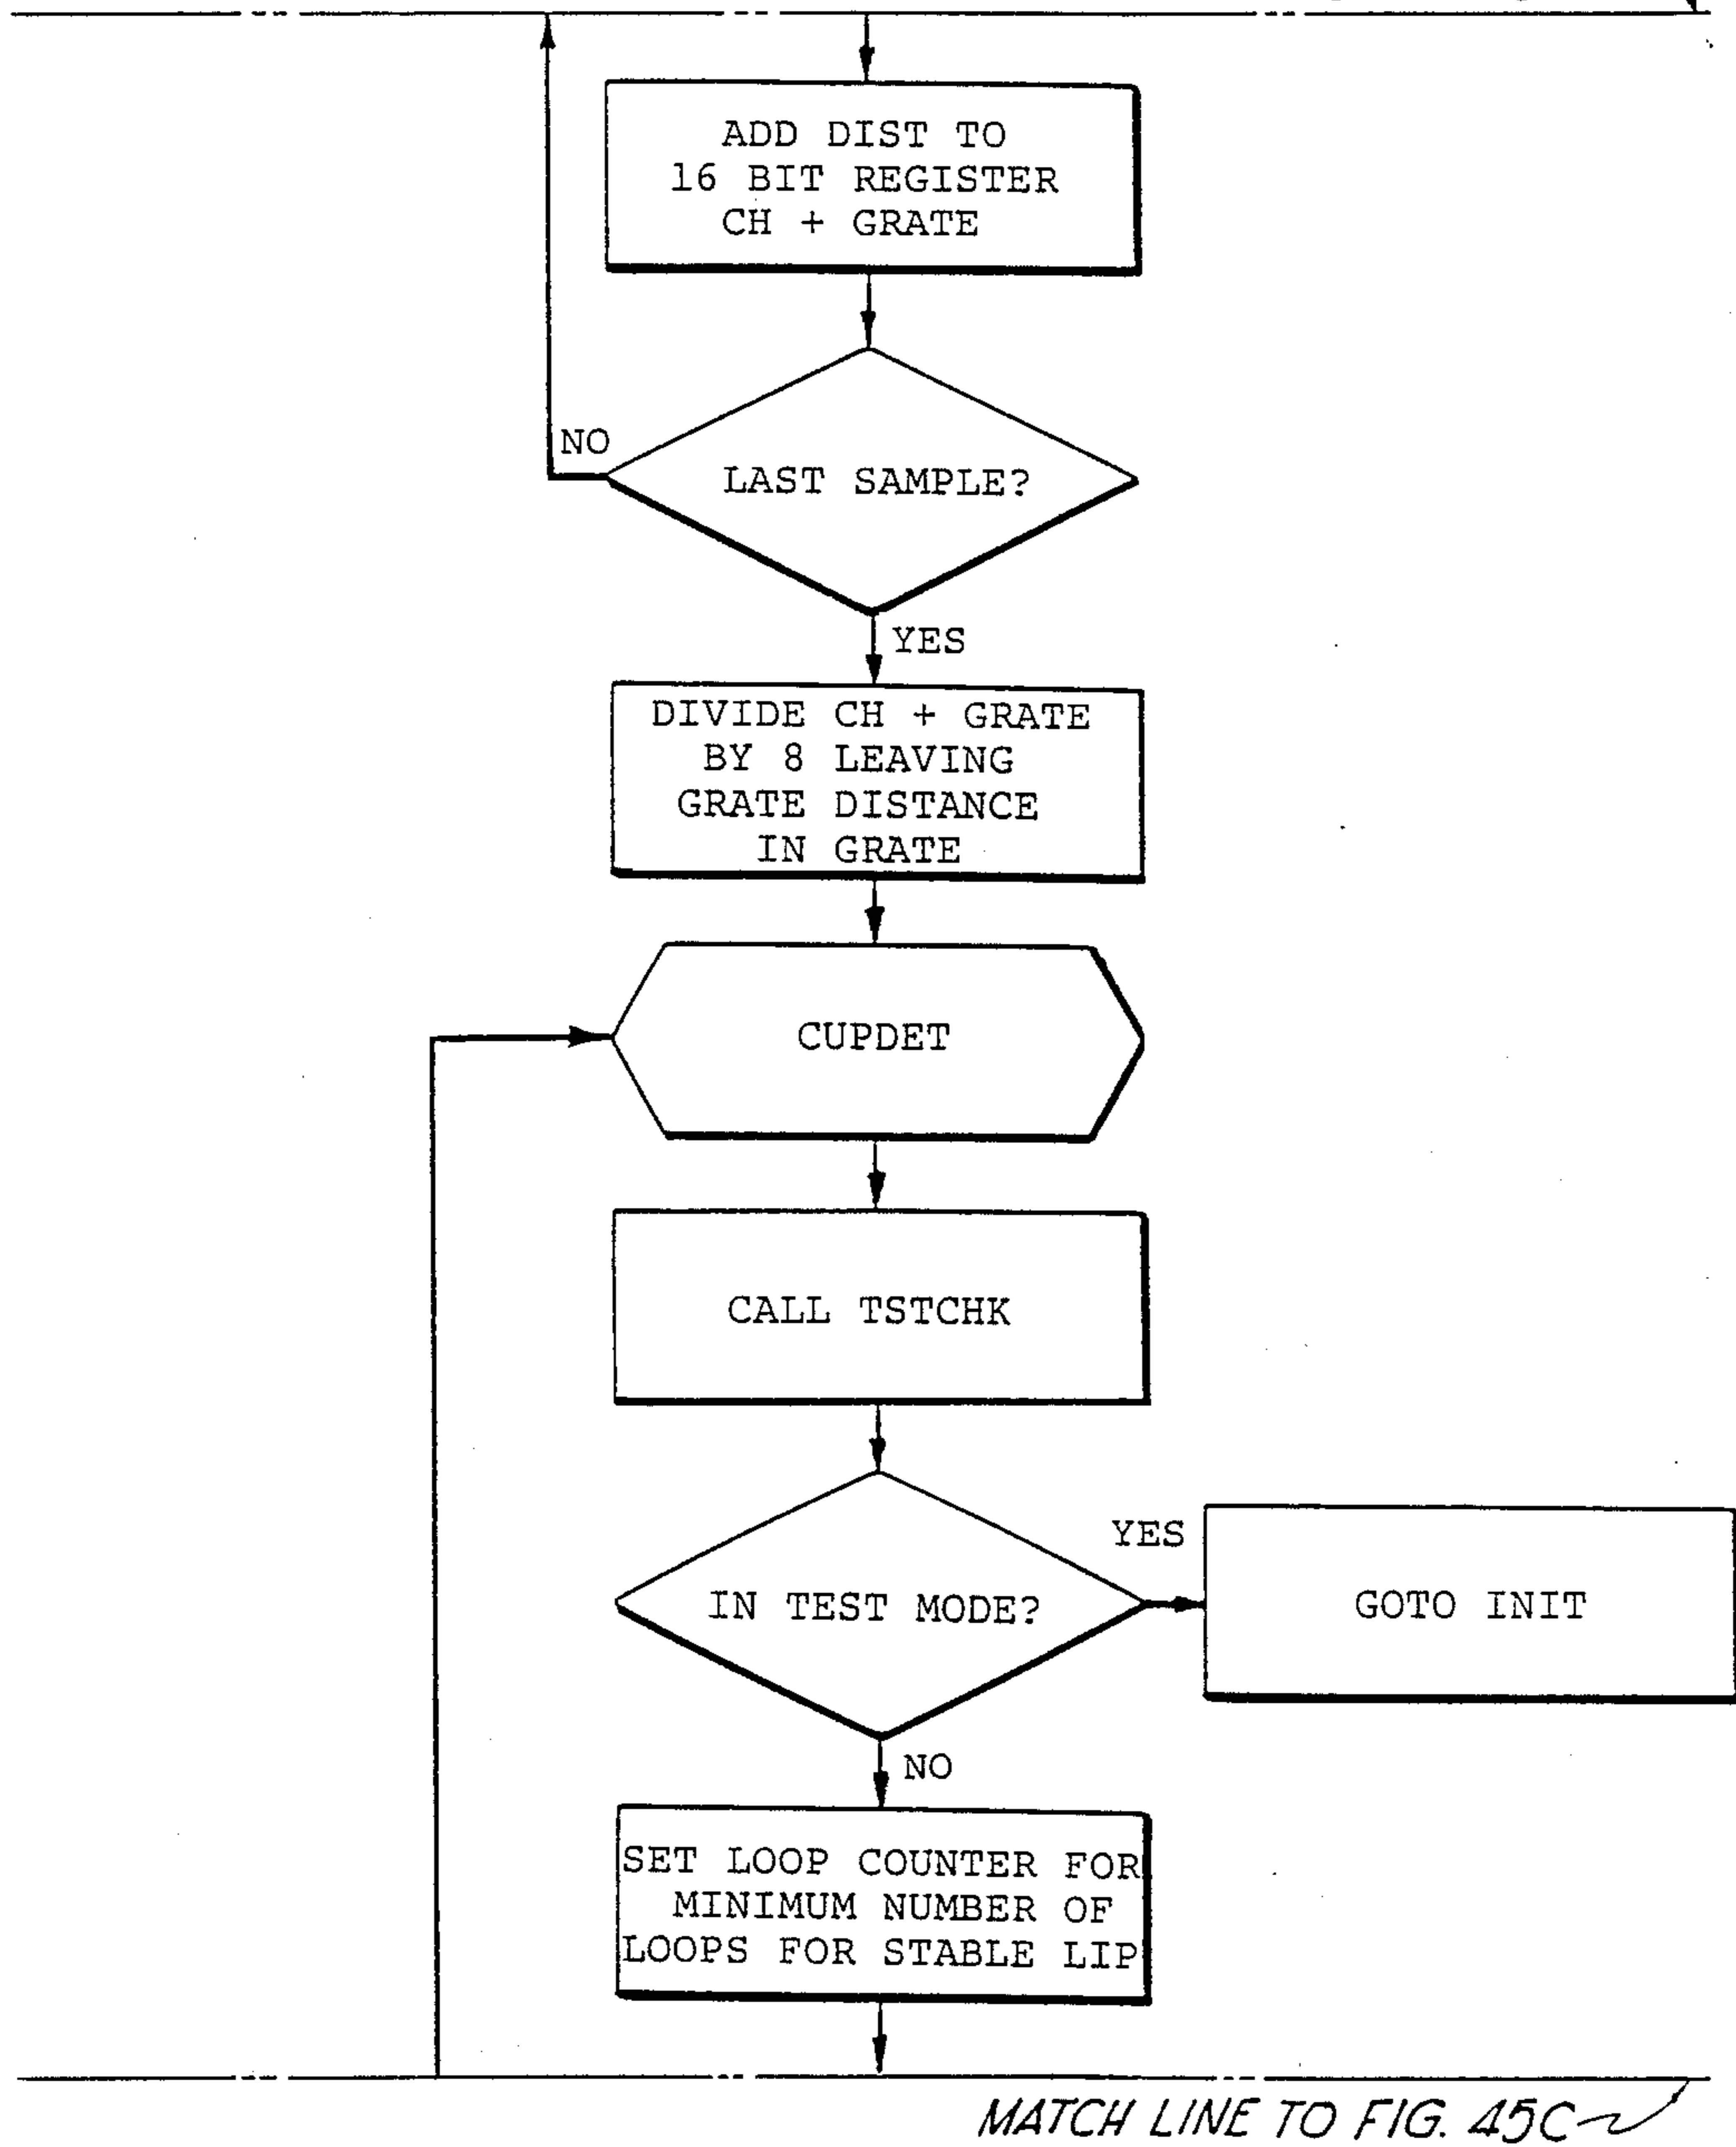 ADD DIST TO
16 BIT REGISTER
CH + GRATE
NO
LAST SAMPLE?
YES
DIVIDE CH + GRATE
BY 8 LEAVING
GRATE DISTANCE
IN GRATE
CUPDET
CALL TSTCHK
YES
IN TEST MODE?
GOTO INIT
NO
SET LOOP COUNTER FOR
MINIMUM NUMBER OF
LOOPS FOR STABLE LIP
MATCH LINE TO FIG. 45C